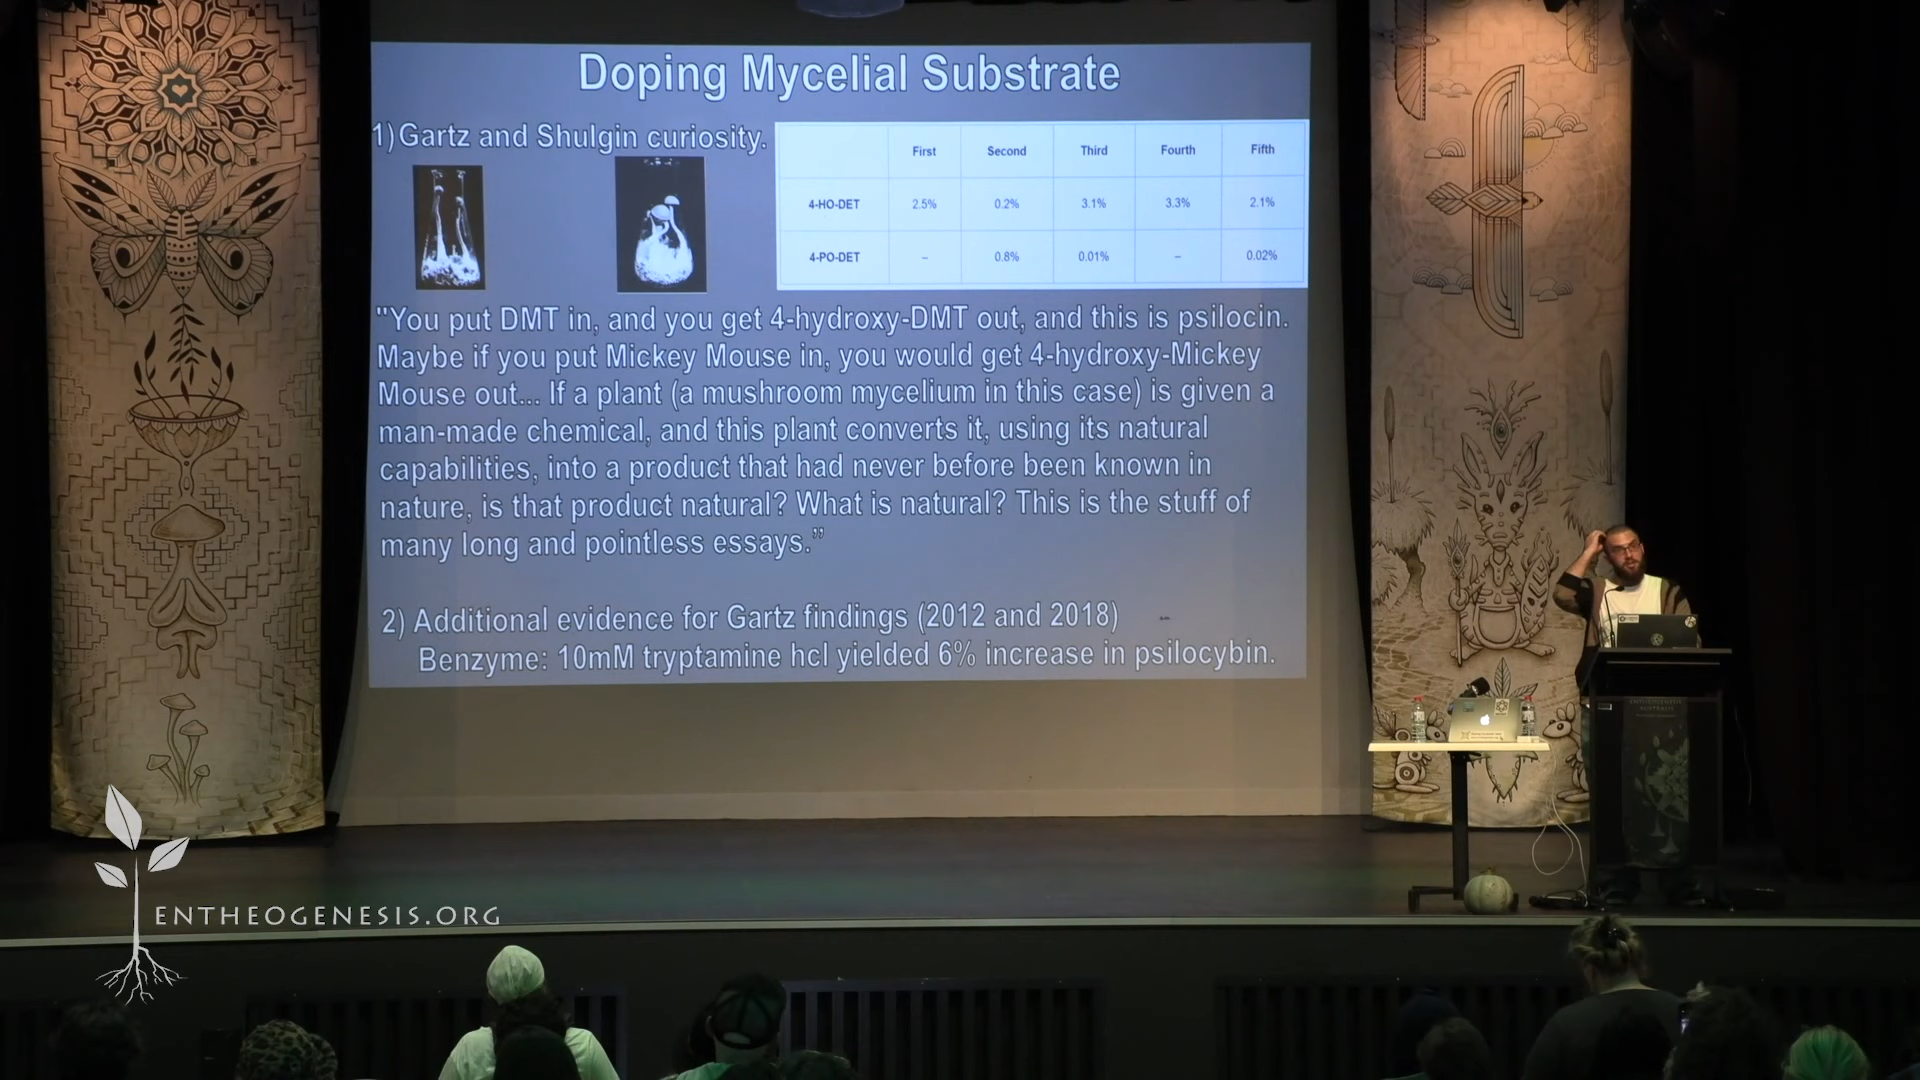 Doping Mycelial Substrate
1) Gartz and Shulgin curiosity.
First Second Third Fourth Fifth
4-HO-DET 2.5% 0.2% 3.1% 3.3% 2.1%
4-PO-DET – 0.8% 0.01% – 0.02%
"You put DMT in, and you get 4-hydroxy-DMT out, and this is psilocin.
Maybe if you put Mickey Mouse in, you would get 4-hydroxy-Mickey
Mouse out... If a plant (a mushroom mycelium in this case) is given a
man-made chemical, and this plant converts it, using its natural
capabilities, into a product that had never before been known in
nature, is that product natural? What is natural? This is the stuff of
many long and pointless essays.”
2) Additional evidence for Gartz findings (2012 and 2018)
Benzyme: 10mM tryptamine hcl yielded 6% increase in psilocybin.
ENTHEOGENESIS
AUSTRALIS
ENTHEOGENESIS.ORG